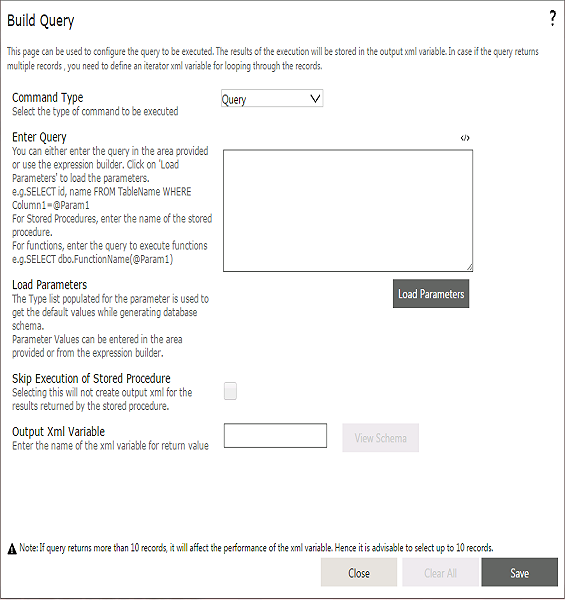 Build Query
?
This page can be used to configure the query to be executed. The results of the execution will be stored in the output xml variable. In case if the query returns
multiple records , you need to define an iterator xml variable for looping through the records.
Command Type
Query
Select the type of command to be executed
Enter Query
</>
You can either enter the query in the area provided
or use the expression builder. Click on 'Load
Parameters' to load the parameters.
e.g.SELECT id, name FROM TableName WHERE
Column1=@Param1
For Stored Procedures, enter the name of the stored
procedure.
For functions, enter the query to execute functions
e.g.SELECT dbo.FunctionName(@Param1)
Load Parameters
Load Parameters
The Type list populated for the parameter is used to
get the default values while generating database
schema.
Parameter Values can be entered in the area
provided or from the expression builder.
Skip Execution of Stored Procedure
Selecting this will not create output xml for the
results returned by the stored procedure.
Output Xml Variable
View Schema
Enter the name of the xml variable for return value
Note: If query returns more than 10 records, it will affect the performance of the xml variable. Hence it is advisable to select up to 10 records.
Close
Clear All
Save